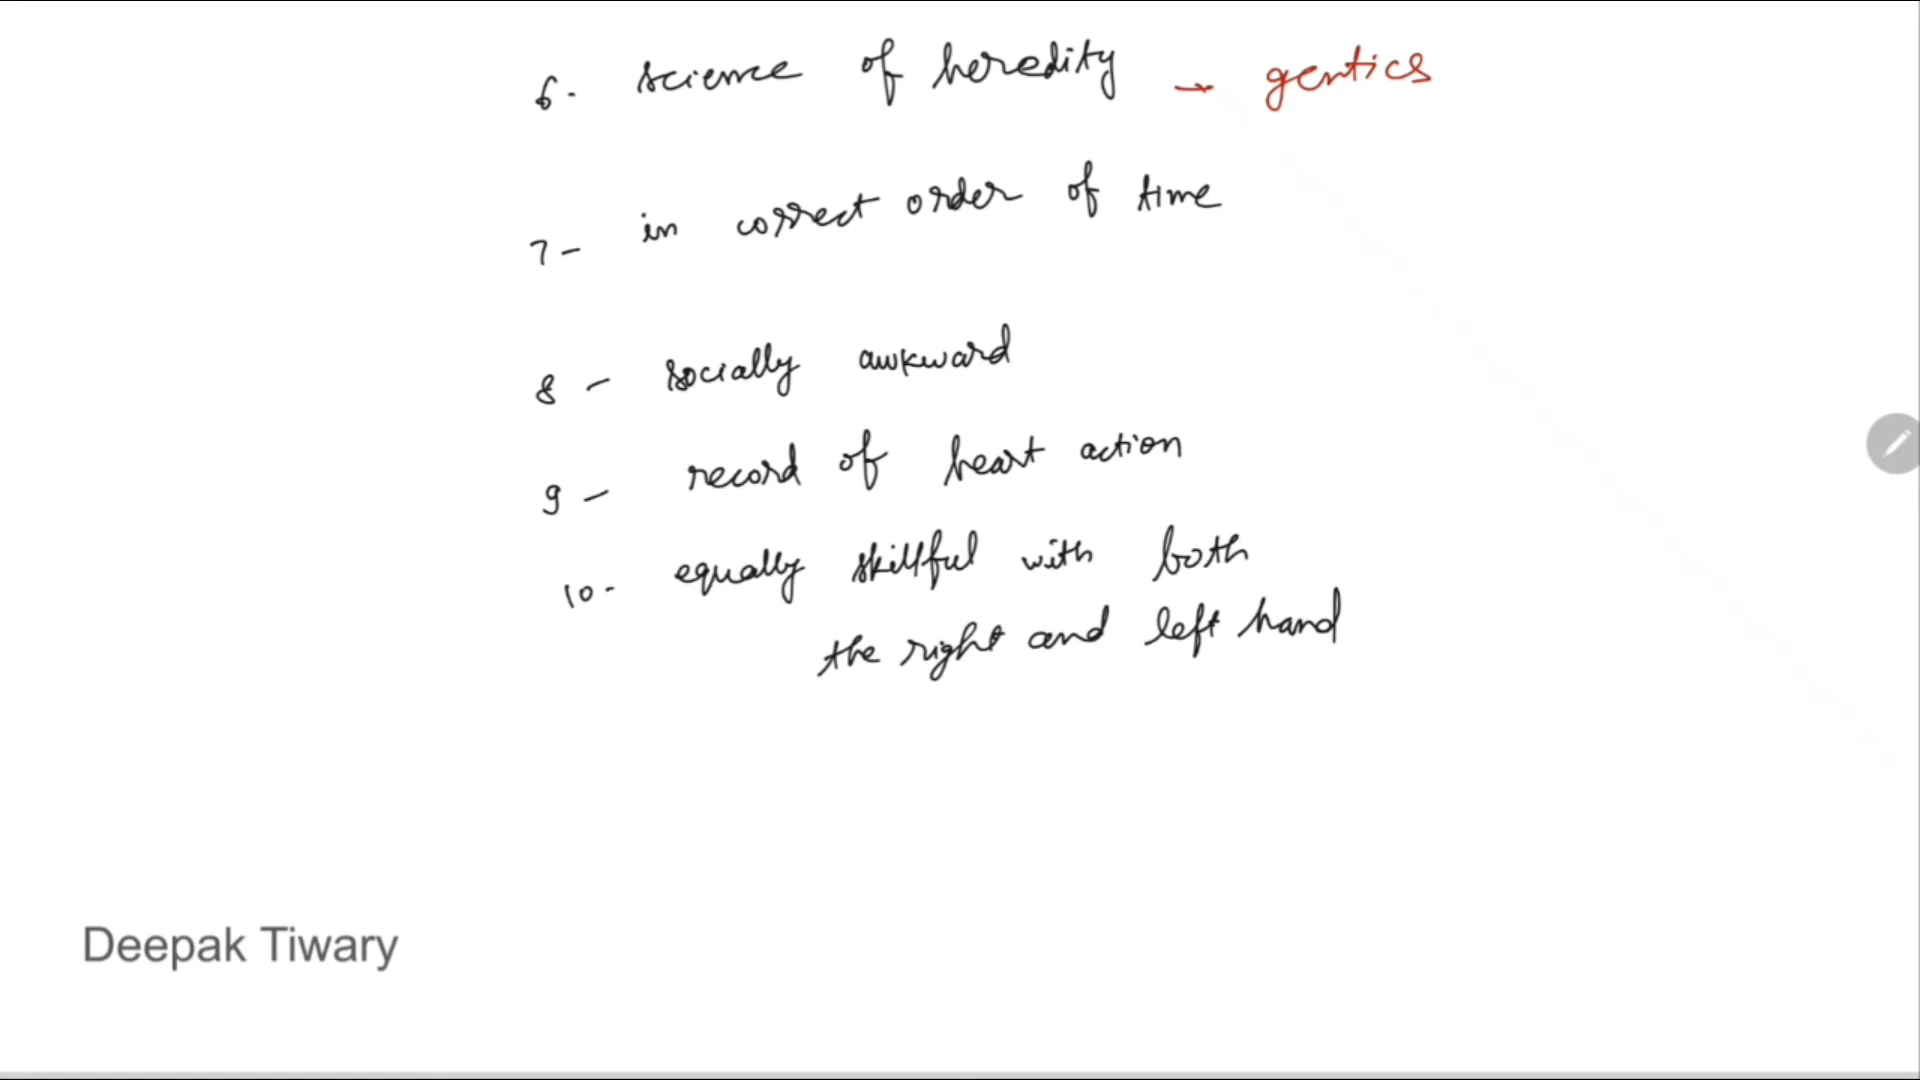 6. science of heredity → gentics
7- in correct order of time
8- socially awkward
9- record of heart action
10. equally skillful with both
the right and left hand
Deepak Tiwary